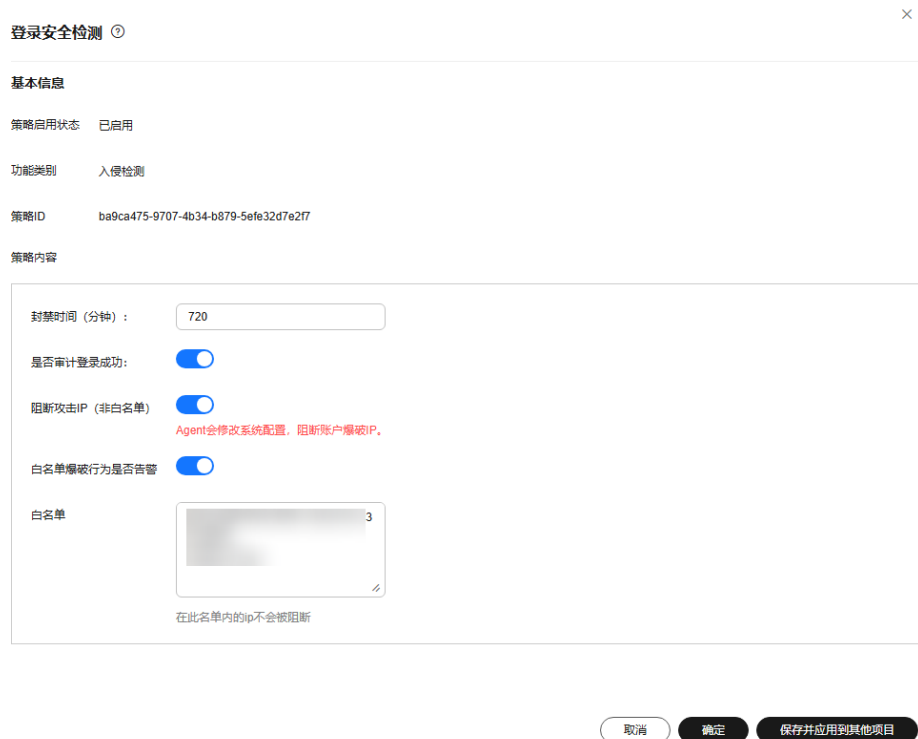 登录安全检测 ?
基本信息
策略启用状态 已启用
功能类别 入侵检测
策略ID ba9ca475-9707-4b34-b879-5efe32d7e2f7
策略内容
封禁时间（分钟）: 720
是否审计登录成功:
阻断攻击IP（非白名单）
Agent会修改系统配置，阻断账户爆破IP。
白名单爆破行为是否告警
白名单 3
在此名单内的ip不会被阻断
取消 确定 保存并应用到其他项目